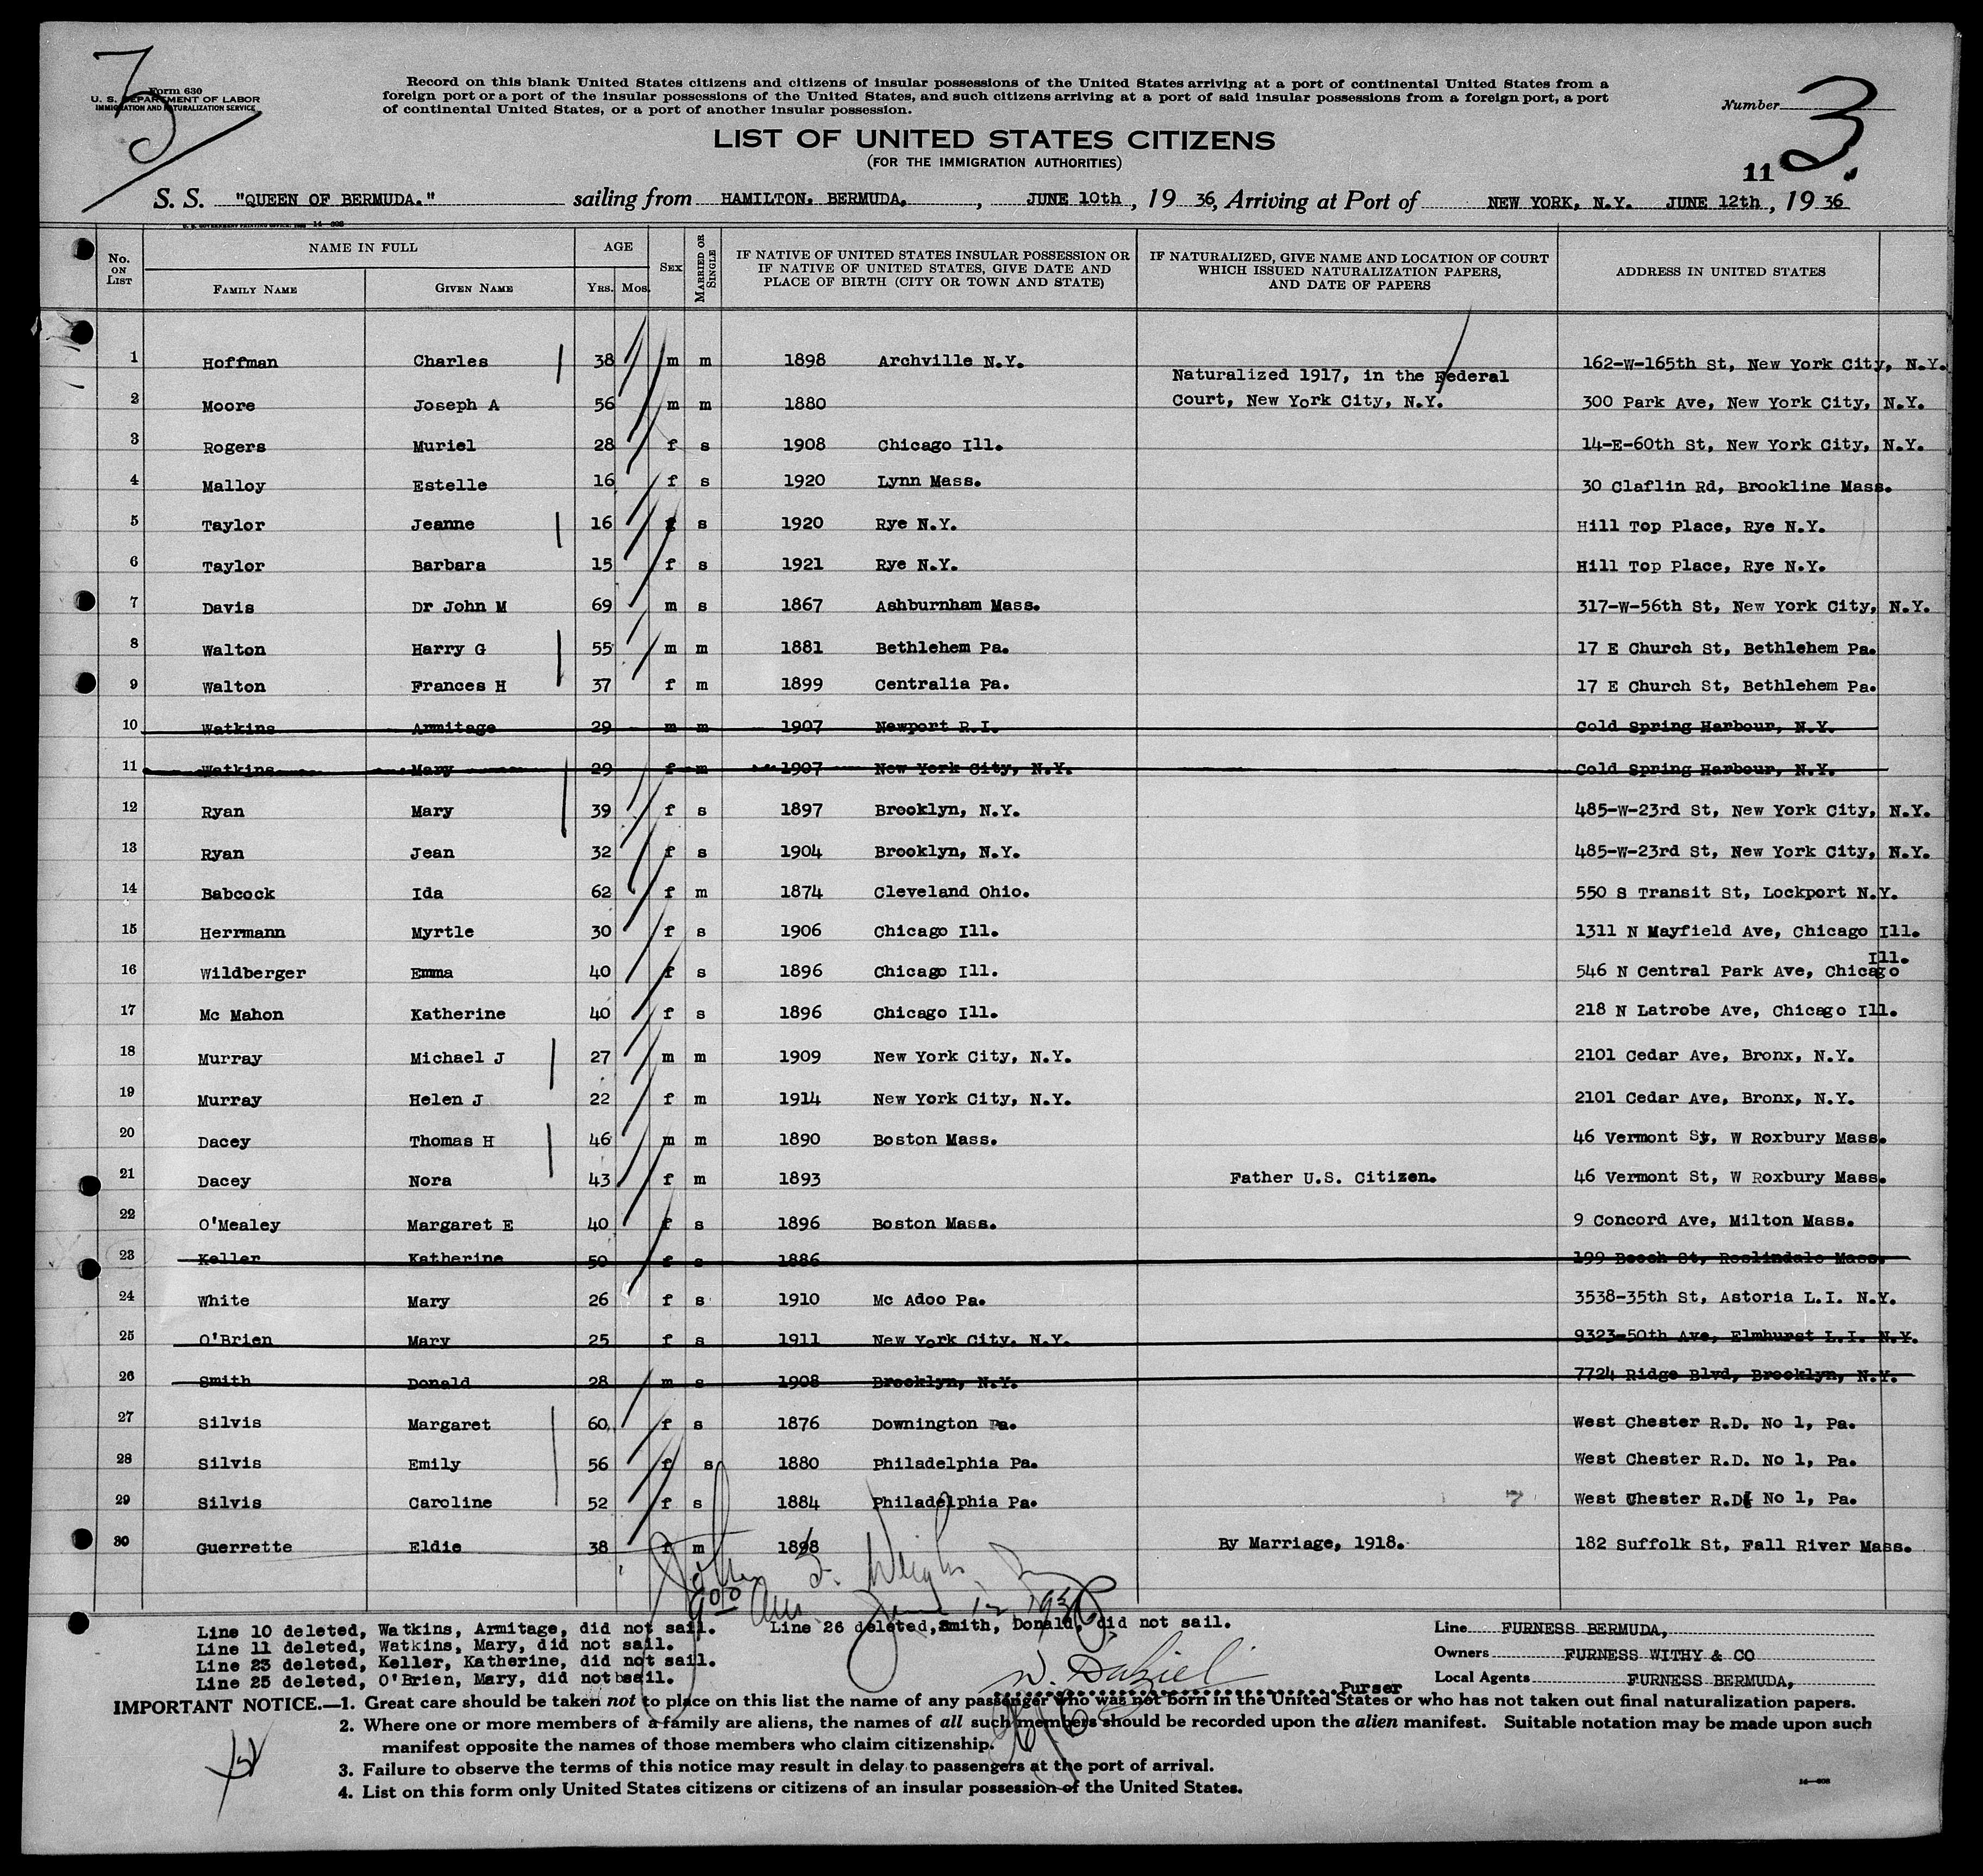 3
Form 630
U. S. DEPARTMENT OF LABOR
IMMIGRATION AND NATURALIZATION SERVICE
Record on this blank United States citizens and citizens of insular possessions of the United States arriving at a port of continental United States from a
foreign port or a port of the insular possessions of the United States, and such citizens arriving at a port of said insular possessions from a foreign port, a port
of continental United States, or a port of another insular possession.
Number 3.
LIST OF UNITED STATES CITIZENS
(FOR THE IMMIGRATION AUTHORITIES)
11
S. S. "QUEEN OF BERMUDA." sailing from HAMILTON. BERMUDA, , JUNE 10th, 19 36, Arriving at Port of NEW YORK, N.Y. JUNE 12th, 19 36
No. ON LIST NAME IN FULL FAMILY NAME GIVEN NAME AGE YRS. MOS. SEX MARRIED OR SINGLE IF NATIVE OF UNITED STATES INSULAR POSSESSION OR IF NATIVE OF UNITED STATES, GIVE DATE AND PLACE OF BIRTH (CITY OR TOWN AND STATE) IF NATURALIZED, GIVE NAME AND LOCATION OF COURT WHICH ISSUED NATURALIZATION PAPERS, AND DATE OF PAPERS ADDRESS IN UNITED STATES
1 Hoffman Charles 38 m m 1898 Archville N.Y. 162-W-165th St, New York City, N.Y.
2 Moore Joseph A 56 m m 1880 Naturalized 1917, in the Federal Court, New York City, N.Y. 300 Park Ave, New York City, N.Y.
3 Rogers Muriel 28 f s 1908 Chicago Ill. 14-E-60th St, New York City, N.Y.
4 Malloy Estelle 16 f s 1920 Lynn Mass. 30 Claflin Rd, Brookline Mass.
5 Taylor Jeanne 16 f s 1920 Rye N.Y. Hill Top Place, Rye N.Y.
6 Taylor Barbara 15 f s 1921 Rye N.Y. Hill Top Place, Rye N.Y.
7 Davis Dr John M 69 m s 1867 Ashburnham Mass. 317-W-56th St, New York City, N.Y.
8 Walton Harry G 55 m m 1881 Bethlehem Pa. 17 E Church St, Bethlehem Pa.
9 Walton Frances H 37 f m 1899 Centralia Pa. 17 E Church St, Bethlehem Pa.
10 Watkins Armitage 29 m m 1907 Newport R.I. Cold Spring Harbour, N.Y.
11 Watkins Mary 29 f m 1907 New York City, N.Y. Cold Spring Harbour, N.Y.
12 Ryan Mary 39 f s 1897 Brooklyn, N.Y. 485-W-23rd St, New York City, N.Y.
13 Ryan Jean 32 f s 1904 Brooklyn, N.Y. 485-W-23rd St, New York City, N.Y.
14 Babcock Ida 62 f m 1874 Cleveland Ohio. 550 S Transit St, Lockport N.Y.
15 Herrmann Myrtle 30 f s 1906 Chicago Ill. 1311 N Mayfield Ave, Chicago Ill.
16 Wildberger Emma 40 f s 1896 Chicago Ill. 546 N Central Park Ave, Chicago Ill.
17 Mc Mahon Katherine 40 f s 1896 Chicago Ill. 218 N Latrobe Ave, Chicago Ill.
18 Murray Michael J 27 m m 1909 New York City, N.Y. 2101 Cedar Ave, Bronx, N.Y.
19 Murray Helen J 22 f m 1914 New York City, N.Y. 2101 Cedar Ave, Bronx, N.Y.
20 Dacey Thomas H 46 m m 1890 Boston Mass. 46 Vermont St, W Roxbury Mass.
21 Dacey Nora 43 f m 1893 Father U.S. Citizen. 46 Vermont St, W Roxbury Mass.
22 O'Mealey Margaret E 40 f s 1896 Boston Mass. 9 Concord Ave, Milton Mass.
23 Keller Katherine 50 f s 1886 199 Beech St, Roslindale Mass.
24 White Mary 26 f s 1910 Mc Adoo Pa. 3538-35th St, Astoria L.I. N.Y.
25 O'Brien Mary 25 f s 1911 New York City, N.Y. 9323-50th Ave, Elmhurst L.I. N.Y.
26 Smith Donald 28 m s 1908 Brooklyn, N.Y. 7724 Ridge Blvd, Brooklyn, N.Y.
27 Silvis Margaret 60 f s 1876 Downington Pa. West Chester R.D. No 1, Pa.
28 Silvis Emily 56 f s 1880 Philadelphia Pa. West Chester R.D. No 1, Pa.
29 Silvis Caroline 52 f s 1884 Philadelphia Pa. West Chester R.D. No 1, Pa.
30 Guerrette Eldie 38 f m 1898 By Marriage, 1918. 182 Suffolk St, Fall River Mass.
900 June 12 1936
Line 10 deleted, Watkins, Armitage, did not sail. Line 26 deleted, Smith, Donald, did not sail.
Line 11 deleted, Watkins, Mary, did not sail.
Line 23 deleted, Keller, Katherine, did not sail.
Line 25 deleted, O'Brien, Mary, did not sail.
Purser
Line FURNESS BERMUDA,
Owners FURNESS WITHY & CO
Local Agents FURNESS BERMUDA,
IMPORTANT NOTICE.—1. Great care should be taken not to place on this list the name of any passenger who was not born in the United States or who has not taken out final naturalization papers.
2. Where one or more members of a family are aliens, the names of all such members should be recorded upon the alien manifest. Suitable notation may be made upon such
manifest opposite the names of those members who claim citizenship.
3. Failure to observe the terms of this notice may result in delay to passengers at the port of arrival.
4. List on this form only United States citizens or citizens of an insular possession of the United States.